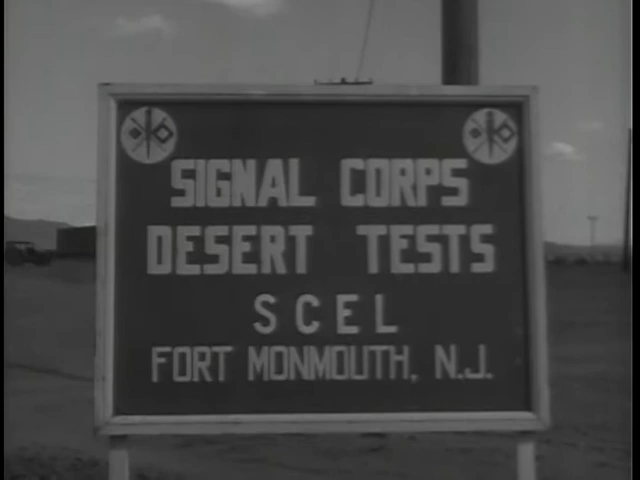 SIGNAL CORPS
DESERT TESTS
SCEL
FORT MONMOUTH, N.J.